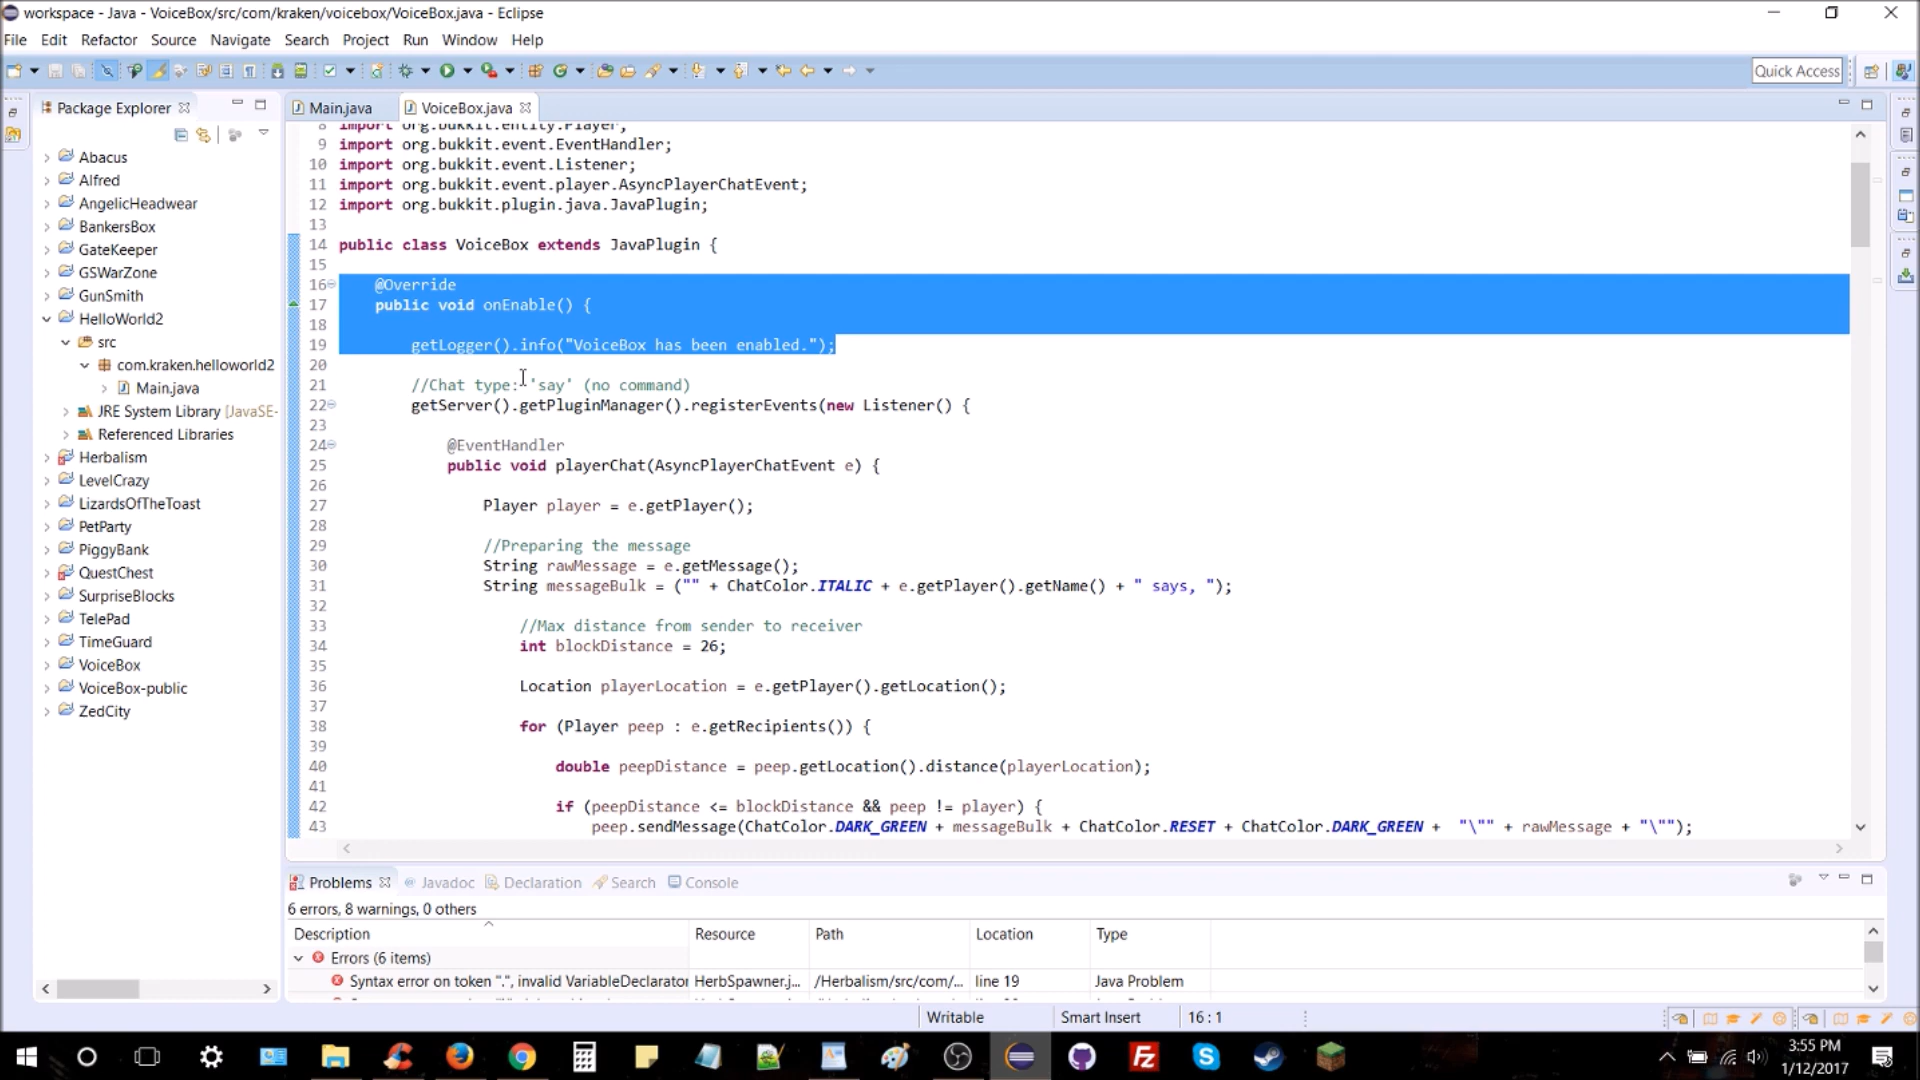 workspace - Java - VoiceBox/src/com/kraken/voicebox/VoiceBox.java - Eclipse
File Edit Refactor Source Navigate Search Project Run Window Help
Quick Access
Package Explorer
Main.java VoiceBox.java
Abacus
Alfred
AngelicHeadwear
BankersBox
GateKeeper
GSWarZone
GunSmith
HelloWorld2
src
com.kraken.helloworld2
Main.java
JRE System Library [JavaSE-
Referenced Libraries
Herbalism
LevelCrazy
LizardsOfTheToast
PetParty
PiggyBank
QuestChest
SurpriseBlocks
TelePad
TimeGuard
VoiceBox
VoiceBox-public
ZedCity
8 import org.bukkit.entity.Player;
9 import org.bukkit.event.EventHandler;
10 import org.bukkit.event.Listener;
11 import org.bukkit.event.player.AsyncPlayerChatEvent;
12 import org.bukkit.plugin.java.JavaPlugin;
13
14 public class VoiceBox extends JavaPlugin {
15
16 @Override
17 public void onEnable() {
18
19 getLogger().info("VoiceBox has been enabled.");
20
21 //Chat type: 'say' (no command)
22 getServer().getPluginManager().registerEvents(new Listener() {
23
24 @EventHandler
25 public void playerChat(AsyncPlayerChatEvent e) {
26
27 Player player = e.getPlayer();
28
29 //Preparing the message
30 String rawMessage = e.getMessage();
31 String messageBulk = ("" + ChatColor.ITALIC + e.getPlayer().getName() + " says, ");
32
33 //Max distance from sender to receiver
34 int blockDistance = 26;
35
36 Location playerLocation = e.getPlayer().getLocation();
37
38 for (Player peep : e.getRecipients()) {
39
40 double peepDistance = peep.getLocation().distance(playerLocation);
41
42 if (peepDistance <= blockDistance && peep != player) {
43 peep.sendMessage(ChatColor.DARK_GREEN + messageBulk + ChatColor.RESET + ChatColor.DARK_GREEN + "\"" + rawMessage + "\"");
Problems Javadoc Declaration Search Console
6 errors, 8 warnings, 0 others
Description Resource Path Location Type
Errors (6 items)
Syntax error on token ".", invalid VariableDeclarator HerbSpawner.j... /Herbalism/src/com/... line 19 Java Problem
Writable Smart Insert 16 : 1
3:55 PM
1/12/2017